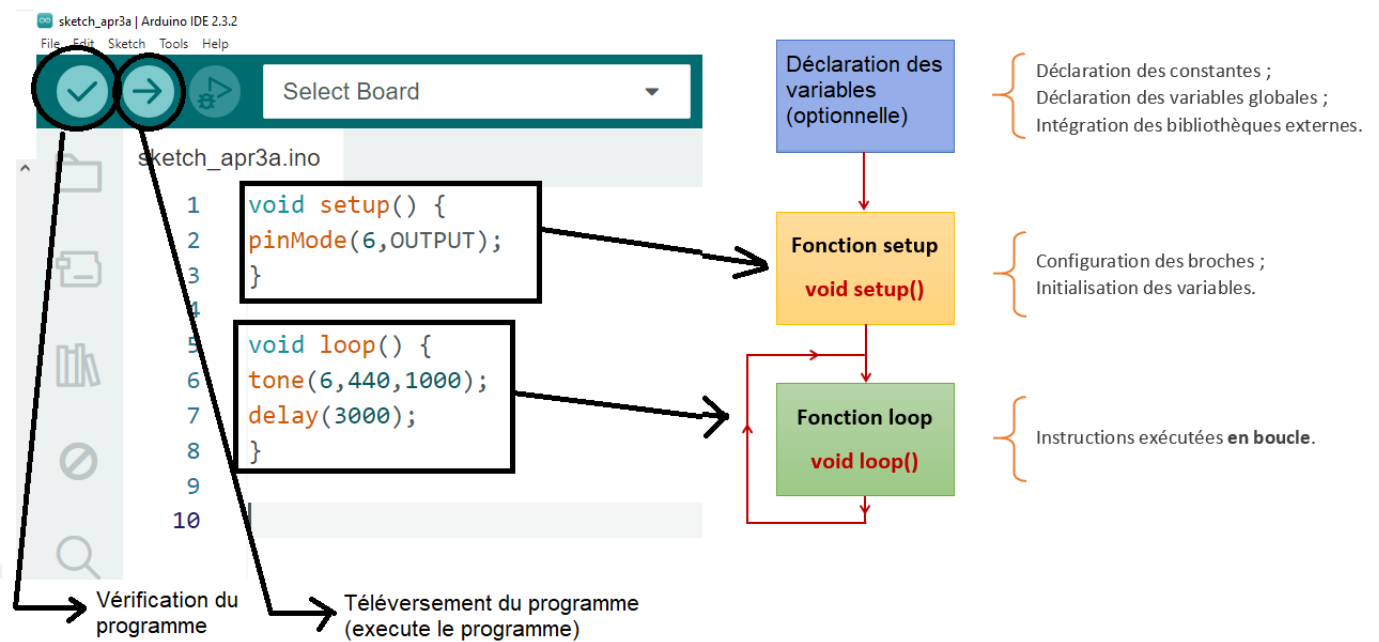 sketch_apr3a | Arduino IDE 2.3.2
File Edit Sketch Tools Help
Select Board
sketch_apr3a.ino
1 void setup() {
2 pinMode(6,OUTPUT);
3 }
4
5 void loop() {
6 tone(6,440,1000);
7 delay(3000);
8 }
9
10
Vérification du
programme
Téléversement du programme
(execute le programme)
Déclaration des
variables
(optionnelle)
Déclaration des constantes ;
Déclaration des variables globales ;
Intégration des bibliothèques externes.
Fonction setup
void setup()
Configuration des broches ;
Initialisation des variables.
Fonction loop
void loop()
Instructions exécutées en boucle.